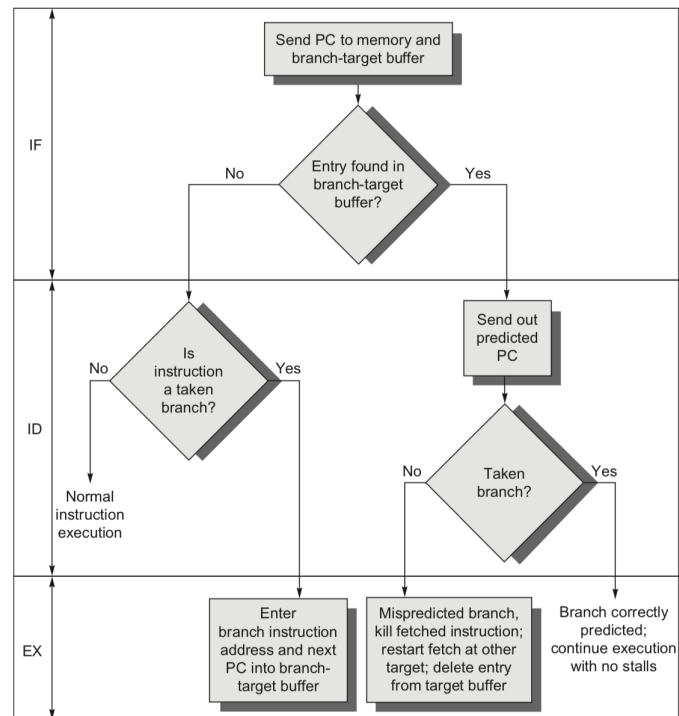 Send PC to memory and
branch-target buffer
IF
Entry found in
branch-target
buffer?
No
Yes
Send out
predicted
PC
Is
instruction
a taken
branch?
No
Yes
ID
Taken
branch?
No
Yes
Normal
instruction
execution
EX
Enter
branch instruction
address and next
PC into branch-
target buffer
Mispredicted branch,
kill fetched instruction;
restart fetch at other
target; delete entry
from target buffer
Branch correctly
predicted;
continue execution
with no stalls